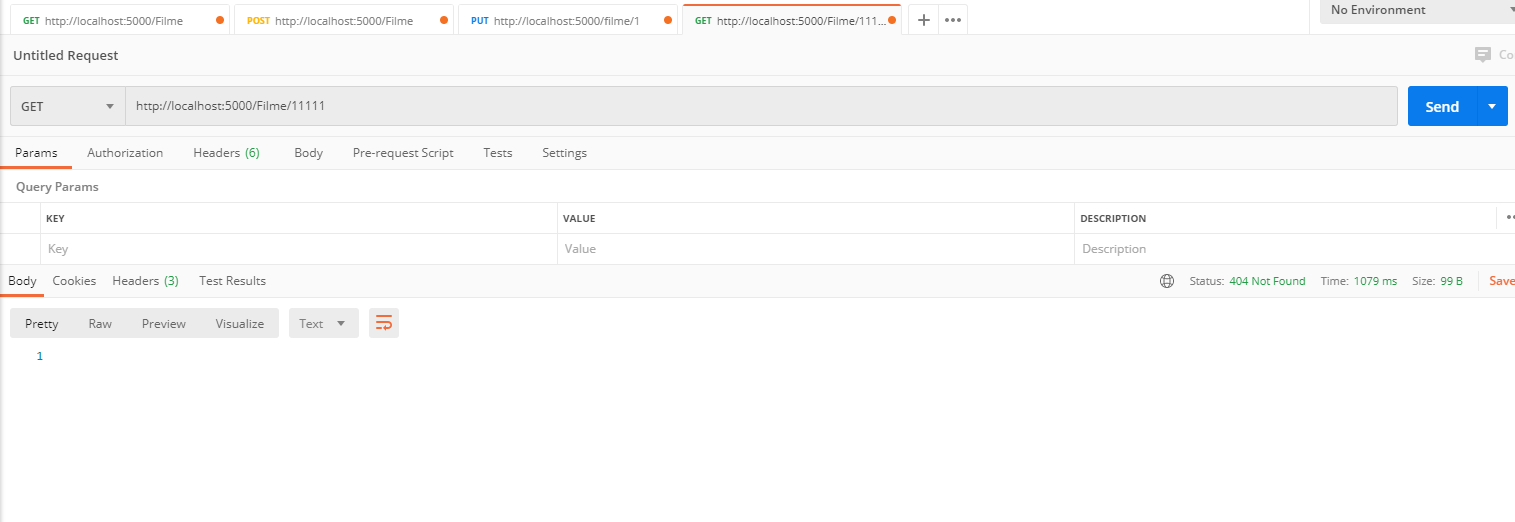 GET http://localhost:5000/Filme POST http://localhost:5000/Filme PUT http://localhost:5000/filme/1 GET http://localhost:5000/Filme/111... No Environment
Untitled Request Co
GET http://localhost:5000/Filme/11111 Send
Params Authorization Headers (6) Body Pre-request Script Tests Settings
Query Params
KEY VALUE DESCRIPTION
Key Value Description
Body Cookies Headers (3) Test Results Status: 404 Not Found Time: 1079 ms Size: 99 B Save
Pretty Raw Preview Visualize Text
1